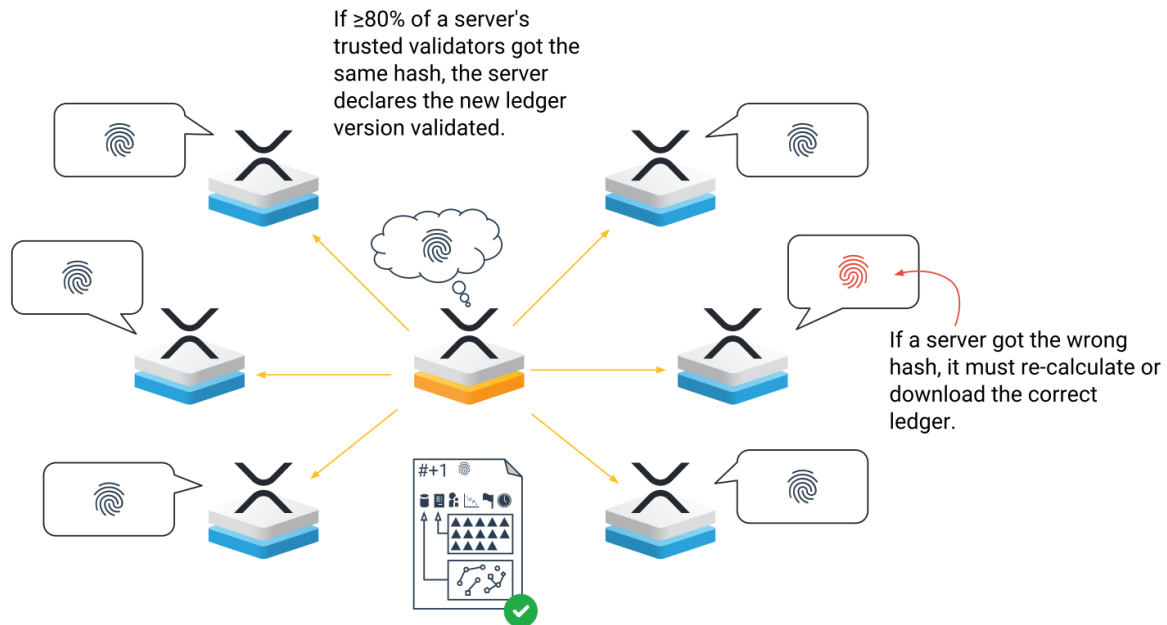 If ≥80% of a server's
trusted validators got the
same hash, the server
declares the new ledger
version validated.
If a server got the wrong
hash, it must re-calculate or
download the correct
ledger.
#+1